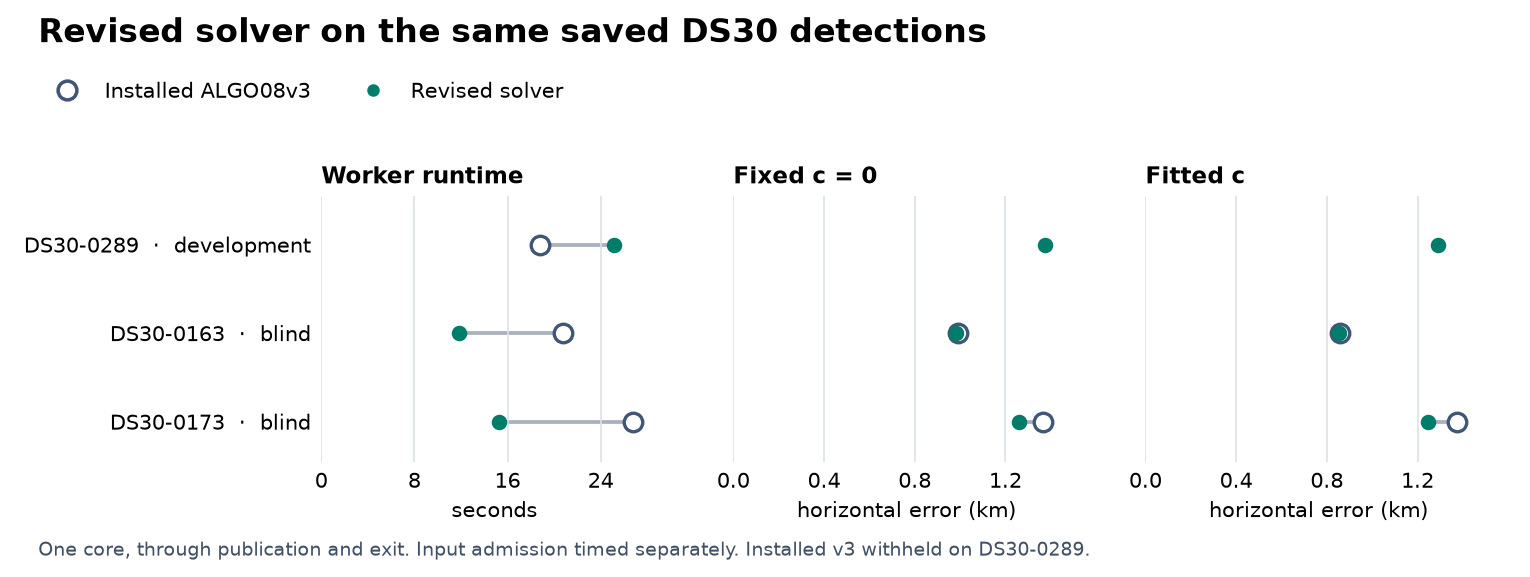 Revised solver on the same saved DS30 detections
Installed ALGO08v3 Revised solver
Worker runtime Fixed c = 0 Fitted c
DS30-0289 · development
DS30-0163 · blind
DS30-0173 · blind
0 8 16 24 0.0 0.4 0.8 1.2 0.0 0.4 0.8 1.2
seconds horizontal error (km) horizontal error (km)
One core, through publication and exit. Input admission timed separately. Installed v3 withheld on DS30-0289.